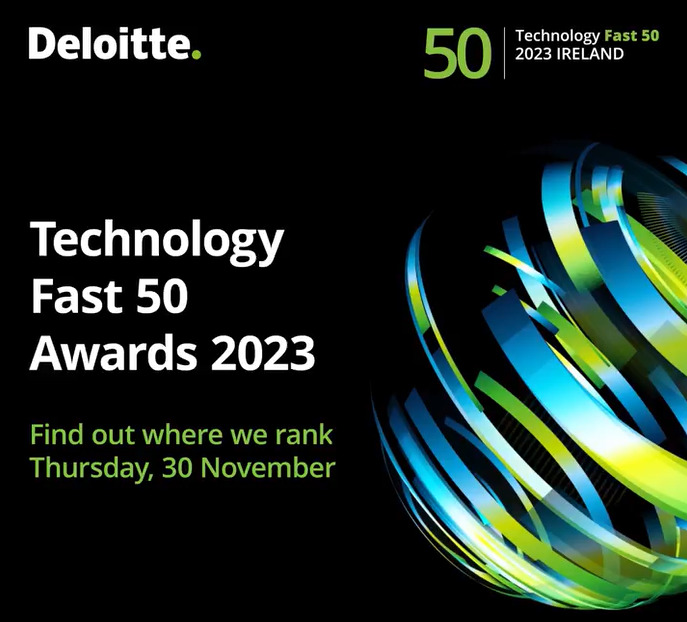 Deloitte.
50
Technology Fast 50
2023 IRELAND
Technology
Fast 50
Awards 2023
Find out where we rank
Thursday, 30 November